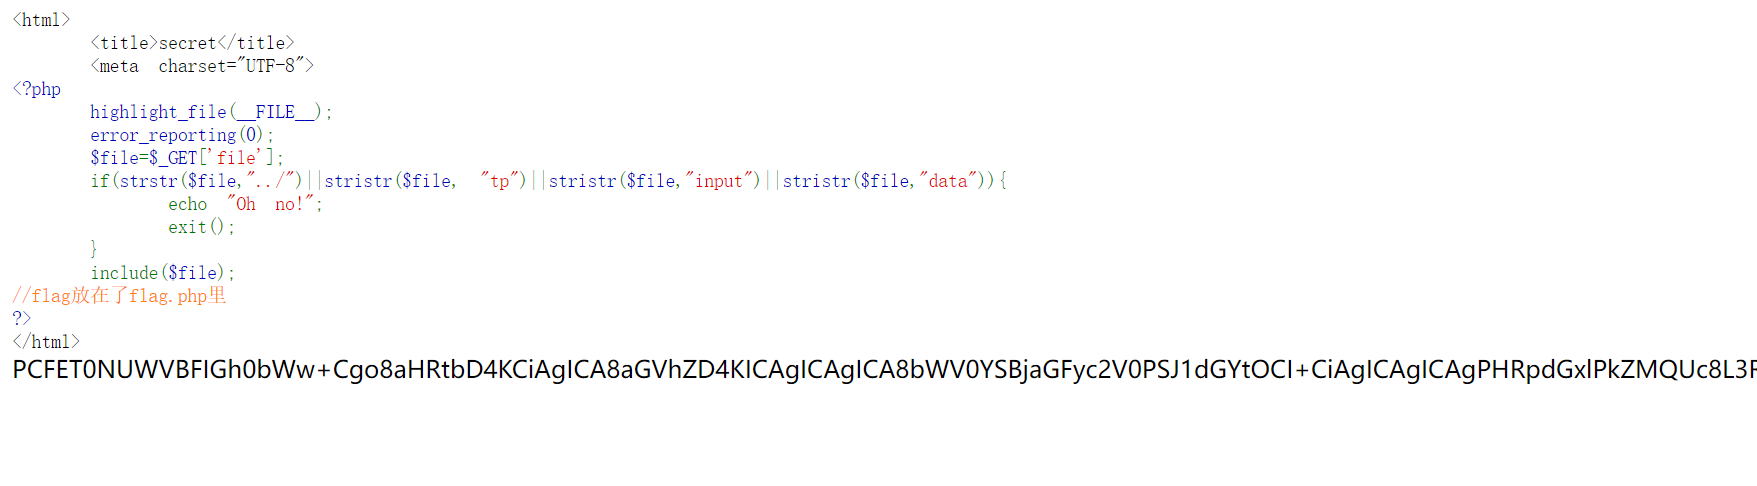 <html>
<title>secret</title>
<meta charset="UTF-8">
<?php
highlight_file(__FILE__);
error_reporting(0);
$file=$_GET['file'];
if(strstr($file,"../")||stristr($file, "tp")||stristr($file,"input")||stristr($file,"data")){
echo "Oh no!";
exit();
}
include($file);
//flag放在了flag.php里
?>
</html>
PCFET0NUWVBFIGh0bWw+Cgo8aHRtbD4KCiAgICA8aGVhZD4KICAgICAgICA8bWV0YSBjaGFyc2V0PSJ1dGYtOCI+CiAgICAgICAgPHRpdGxlPkZMQUc8L3R